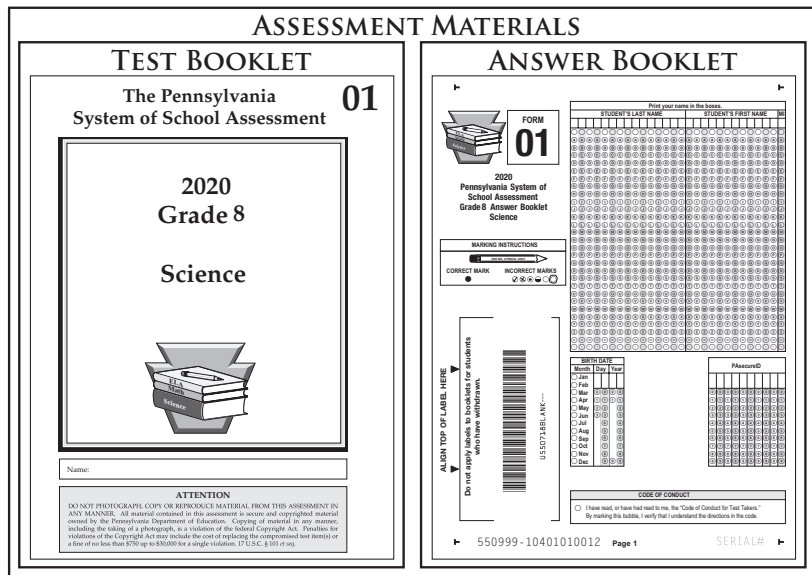 ASSESSMENT MATERIALS
TEST BOOKLET
The Pennsylvania
System of School Assessment
01
2020
Grade 8
Science
ELA
Math
Science
Name:
ATTENTION
DO NOT PHOTOGRAPH, COPY OR REPRODUCE MATERIAL FROM THIS ASSESSMENT IN
ANY MANNER. All material contained in this assessment is secure and copyrighted material
owned by the Pennsylvania Department of Education. Copying of material in any manner,
including the taking of a photograph, is a violation of the federal Copyright Act. Penalties for
violations of the Copyright Act may include the cost of replacing the compromised test item(s) or
a fine of no less than $750 up to $30,000 for a single violation. 17 U.S.C. § 101 et seq.
ANSWER BOOKLET
Science
FORM
01
2020
Pennsylvania System of
School Assessment
Grade 8 Answer Booklet
Science
MARKING INSTRUCTIONS
CORRECT MARK
INCORRECT MARKS
ALIGN TOP OF LABEL HERE
Do not apply labels to booklets for students
who have withdrawn.
Print your name in the boxes.
STUDENT'S LAST NAME
STUDENT'S FIRST NAME
MI
BIRTH DATE
Month Day Year
Jan
Feb
Mar
Apr
May
Jun
Jul
Aug
Sep
Oct
Nov
Dec
PAsecureID
CODE OF CONDUCT
I have read, or have had read to me, the "Code of Conduct for Test Takers."
By marking this bubble, I verify that I understand the directions in the code.
550999-10401010012
Page 1
SERIAL#